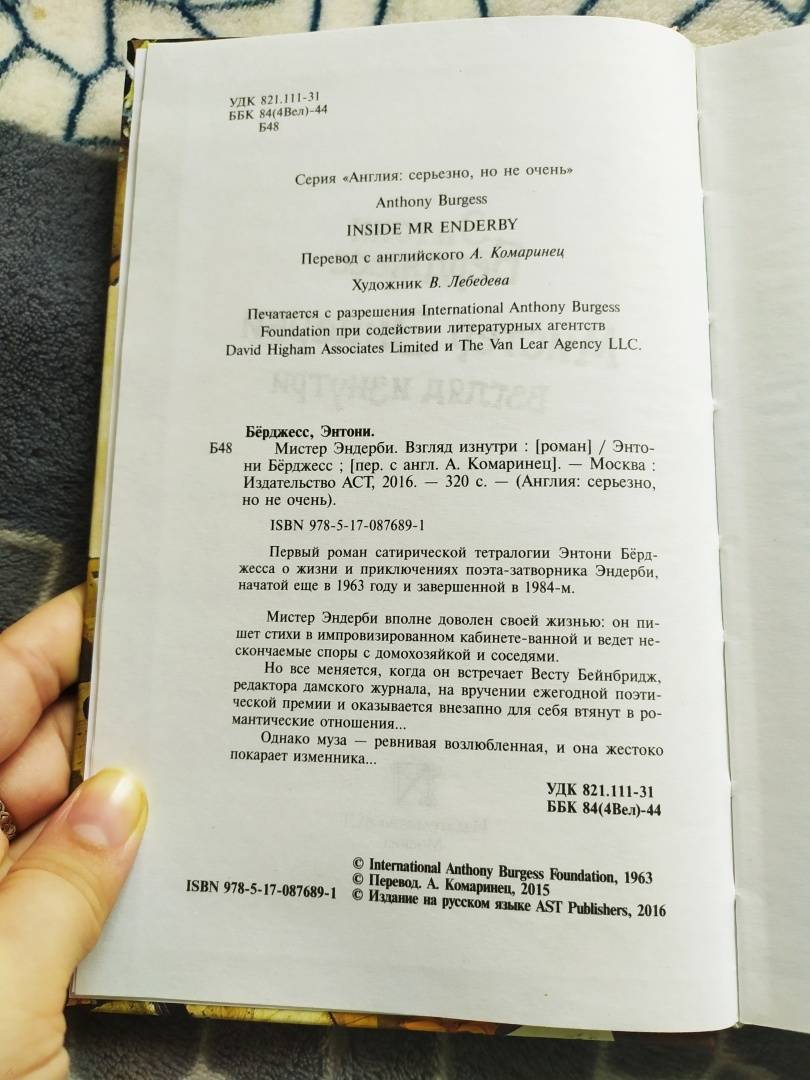 УДК 821.111-31
ББК 84(4Вел)-44
Б48
Серия «Англия: серьезно, но не очень»
Anthony Burgess
INSIDE MR ENDERBY
Перевод с английского А. Комаринец
Художник В. Лебедева
Печатается с разрешения International Anthony Burgess
Foundation при содействии литературных агентств
David Higham Associates Limited и The Van Lear Agency LLC.
Бёрджесс, Энтони.
Б48 Мистер Эндерби. Взгляд изнутри : [роман] / Энто-
ни Бёрджесс ; [пер. с англ. А. Комаринец]. — Москва :
Издательство АСТ, 2016. — 320 с. — (Англия: серьезно,
но не очень).
ISBN 978-5-17-087689-1
Первый роман сатирической тетралогии Энтони Бёрд-
жесса о жизни и приключениях поэта-затворника Эндерби,
начатой еще в 1963 году и завершенной в 1984-м.
Мистер Эндерби вполне доволен своей жизнью: он пи-
шет стихи в импровизированном кабинете-ванной и ведет не-
скончаемые споры с домохозяйкой и соседями.
Но все меняется, когда он встречает Весту Бейнбридж,
редактора дамского журнала, на вручении ежегодной поэти-
ческой премии и оказывается внезапно для себя втянут в ро-
мантические отношения...
Однако муза — ревнивая возлюбленная, и она жестоко
покарает изменника...
УДК 821.111-31
ББК 84(4Вел)-44
© International Anthony Burgess Foundation, 1963
© Перевод. А. Комаринец, 2015
ISBN 978-5-17-087689-1 © Издание на русском языке AST Publishers, 2016